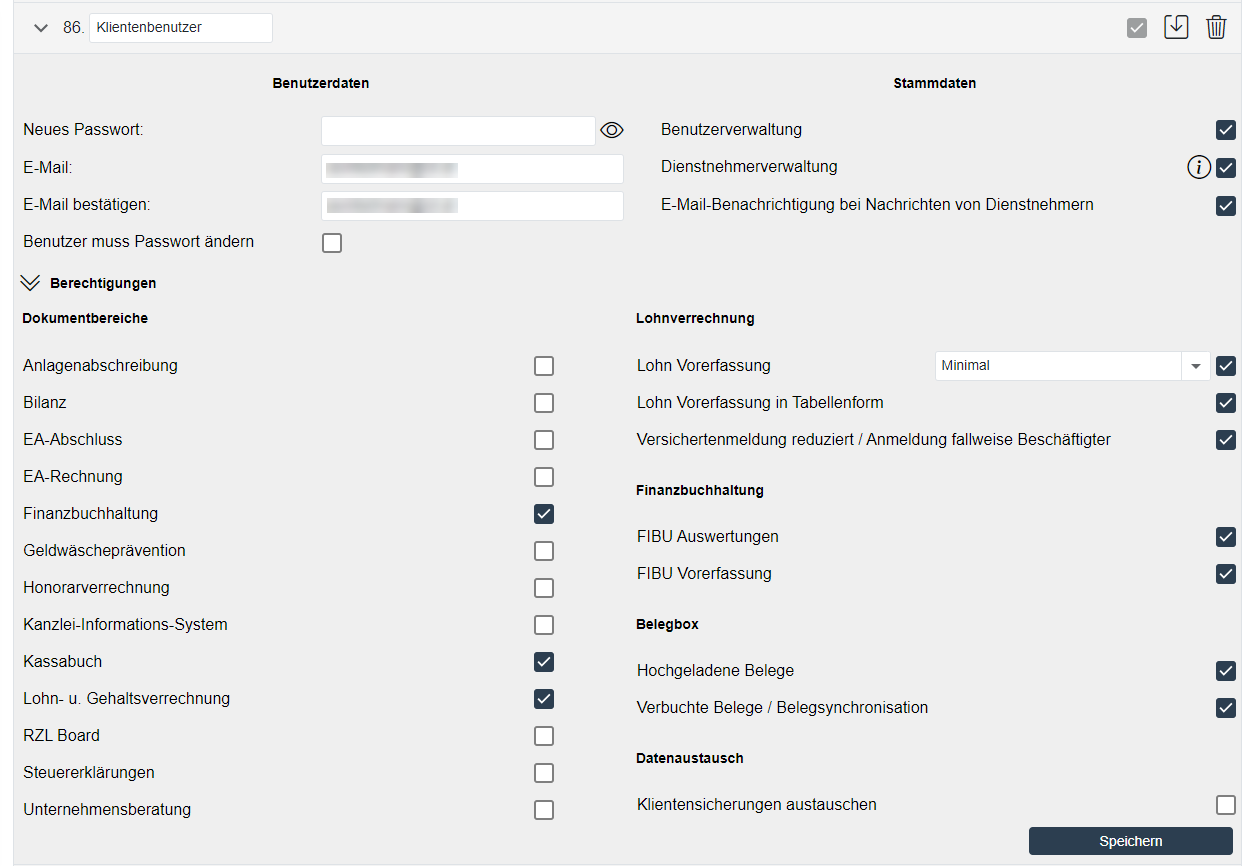 86. Klientenbenutzer
Benutzerdaten
Neues Passwort:
E-Mail:
E-Mail bestätigen:
Benutzer muss Passwort ändern
Stammdaten
Benutzerverwaltung
Dienstnehmerverwaltung
E-Mail-Benachrichtigung bei Nachrichten von Dienstnehmern
Berechtigungen
Dokumentbereiche
Anlagenabschreibung
Bilanz
EA-Abschluss
EA-Rechnung
Finanzbuchhaltung
Geldwäscheprävention
Honorarverrechnung
Kanzlei-Informations-System
Kassabuch
Lohn- u. Gehaltsverrechnung
RZL Board
Steuererklärungen
Unternehmensberatung
Lohnverrechnung
Lohn Vorerfassung Minimal
Lohn Vorerfassung in Tabellenform
Versichertenmeldung reduziert / Anmeldung fallweise Beschäftigter
Finanzbuchhaltung
FIBU Auswertungen
FIBU Vorerfassung
Belegbox
Hochgeladene Belege
Verbuchte Belege / Belegsynchronisation
Datenaustausch
Klientensicherungen austauschen
Speichern